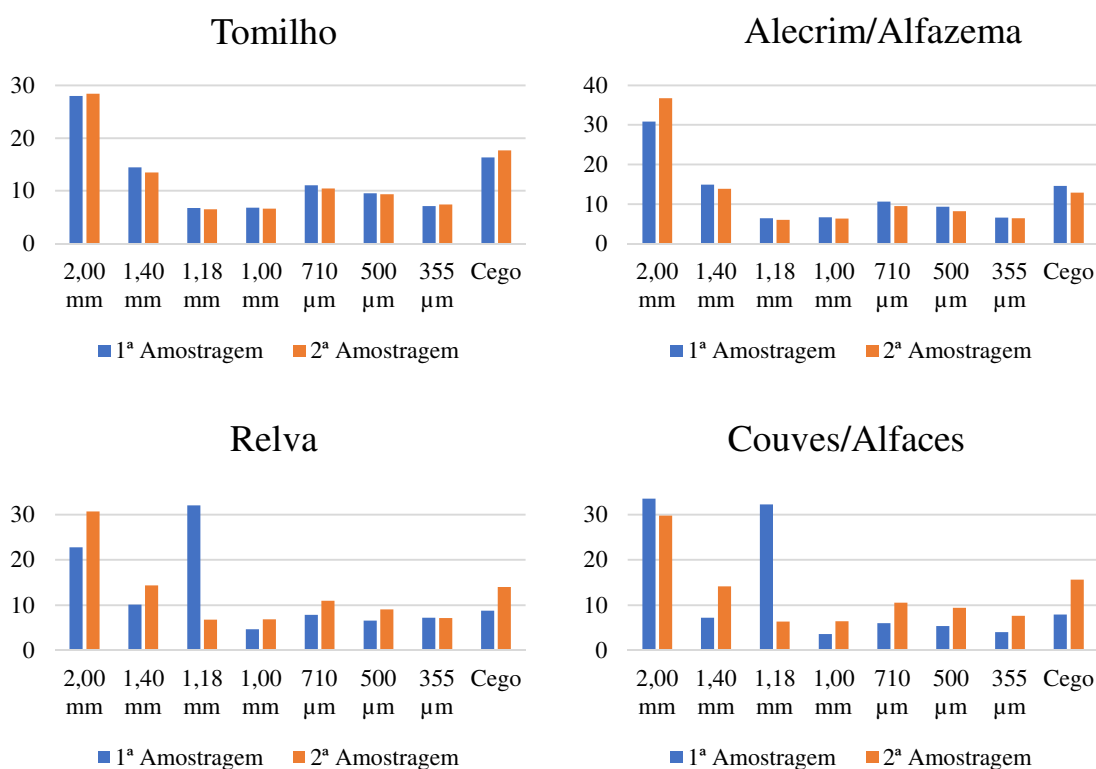 Tomilho
30
20
10
0
2,00 1,40 1,18 1,00 710 500 355 Cego
mm mm mm mm µm µm µm
1ª Amostragem 2ª Amostragem
Alecrim/Alfazema
40
30
20
10
0
2,00 1,40 1,18 1,00 710 500 355 Cego
mm mm mm mm µm µm µm
1ª Amostragem 2ª Amostragem
Relva
30
20
10
0
2,00 1,40 1,18 1,00 710 500 355 Cego
mm mm mm mm µm µm µm
1ª Amostragem 2ª Amostragem
Couves/Alfaces
30
20
10
0
2,00 1,40 1,18 1,00 710 500 355 Cego
mm mm mm mm µm µm µm
1ª Amostragem 2ª Amostragem